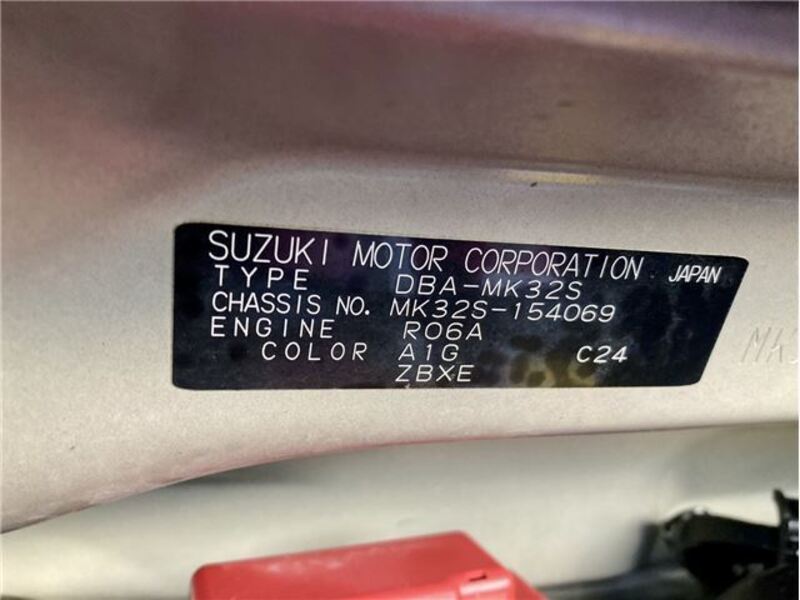 SUZUKI MOTOR CORPORATION JAPAN
TYPE DBA-MK32S
CHASSIS NO. MK32S-154069
ENGINE R06A
COLOR A1G C24
ZBXE